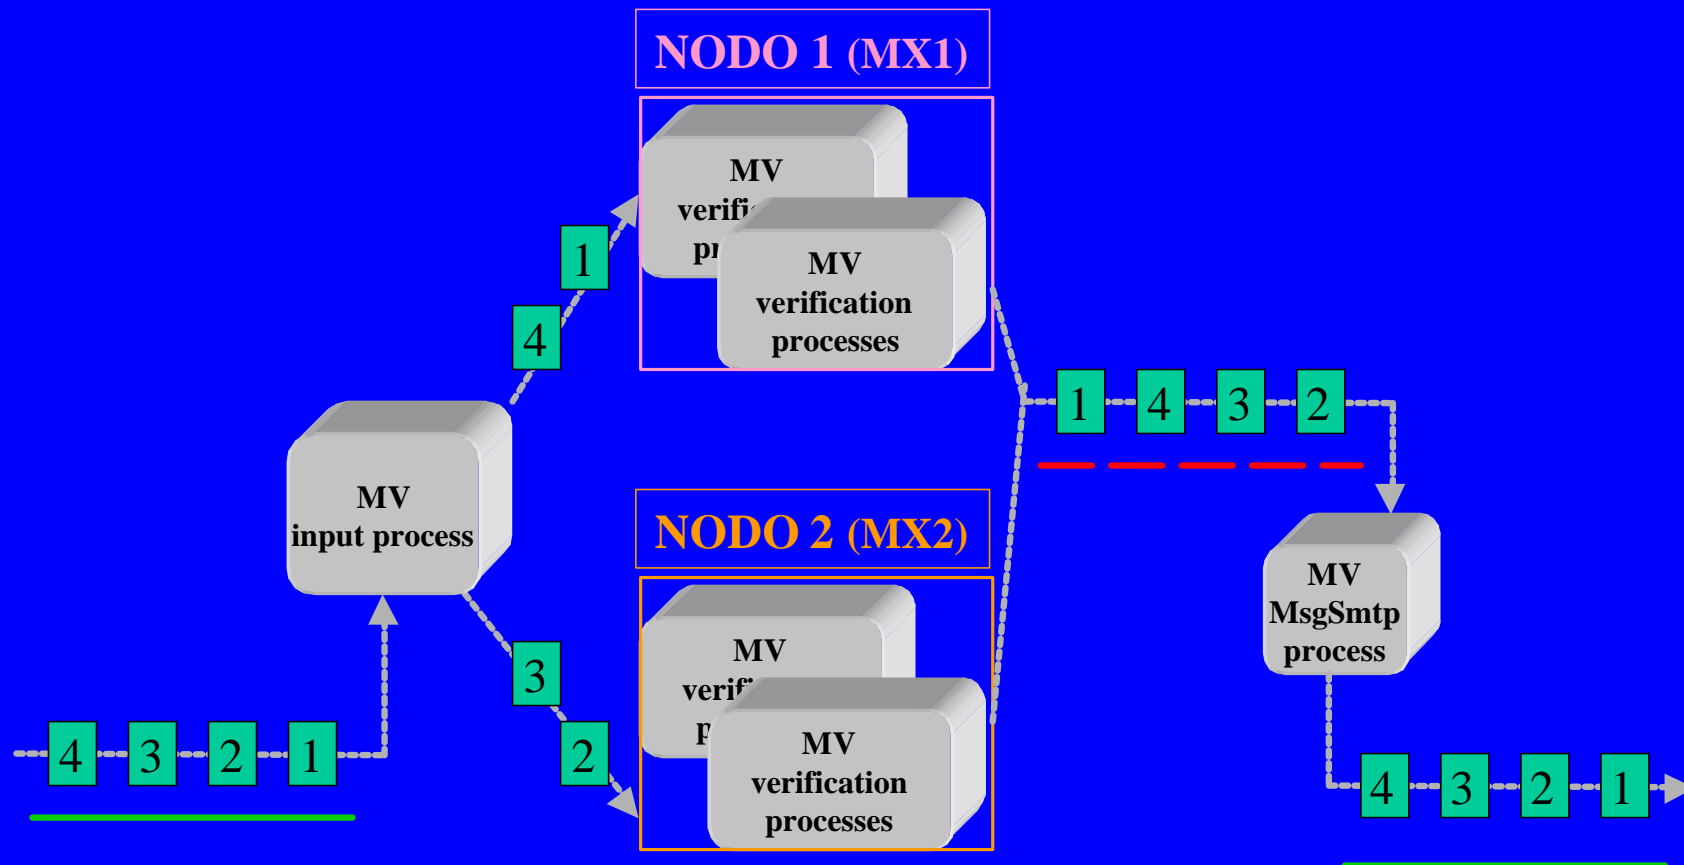 NODO 1 (MX1)
MV
verific
pr
MV
verification
processes
1
4
MV
input process
1 4 3 2
NODO 2 (MX2)
MV
verif
p
MV
verification
processes
3
2
MV
MsgSmtp
process
4 3 2 1
4 3 2 1